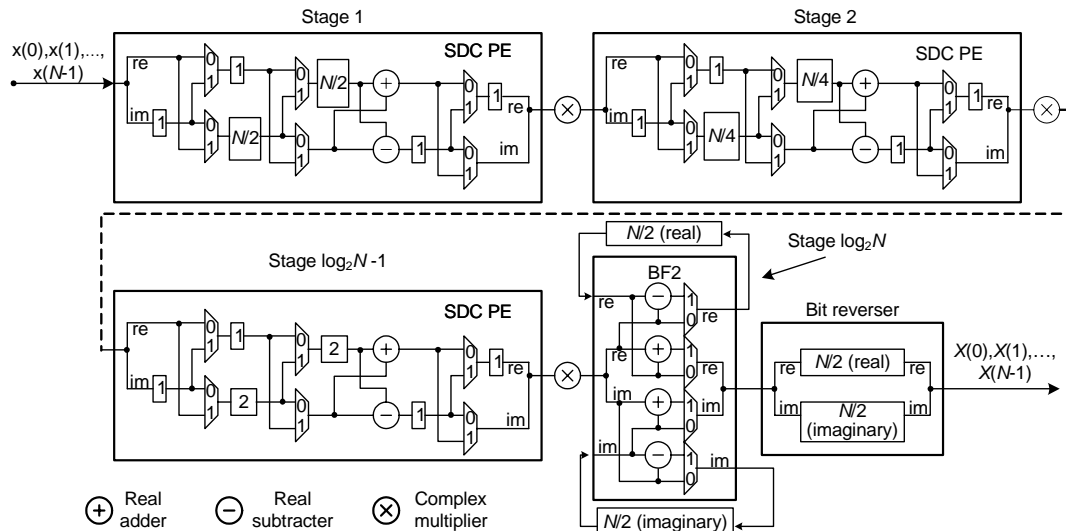 Stage 1
Stage 2
x(0),x(1),...,
x(N-1)
SDC PE
re
im
1
0
1
0
1
1
N/2
N/2
0
1
0
1
+
−
1
0
1
0
1
1
re
im
×
SDC PE
re
im
1
0
1
0
1
1
N/4
N/4
0
1
0
1
+
−
1
0
1
0
1
1
re
im
×
Stage log₂N -1
SDC PE
re
im
1
0
1
0
1
1
2
2
0
1
0
1
+
−
1
0
1
0
1
1
re
im
×
N/2 (real)
Stage log₂N
BF2
re
−
1
0
re
re
+
1
0
re
im
+
1
0
im
im
−
1
0
im
N/2 (imaginary)
Bit reverser
re
N/2 (real)
re
im
N/2
(imaginary)
im
X(0),X(1),...,
X(N-1)
+ Real
adder
− Real
subtracter
× Complex
multiplier